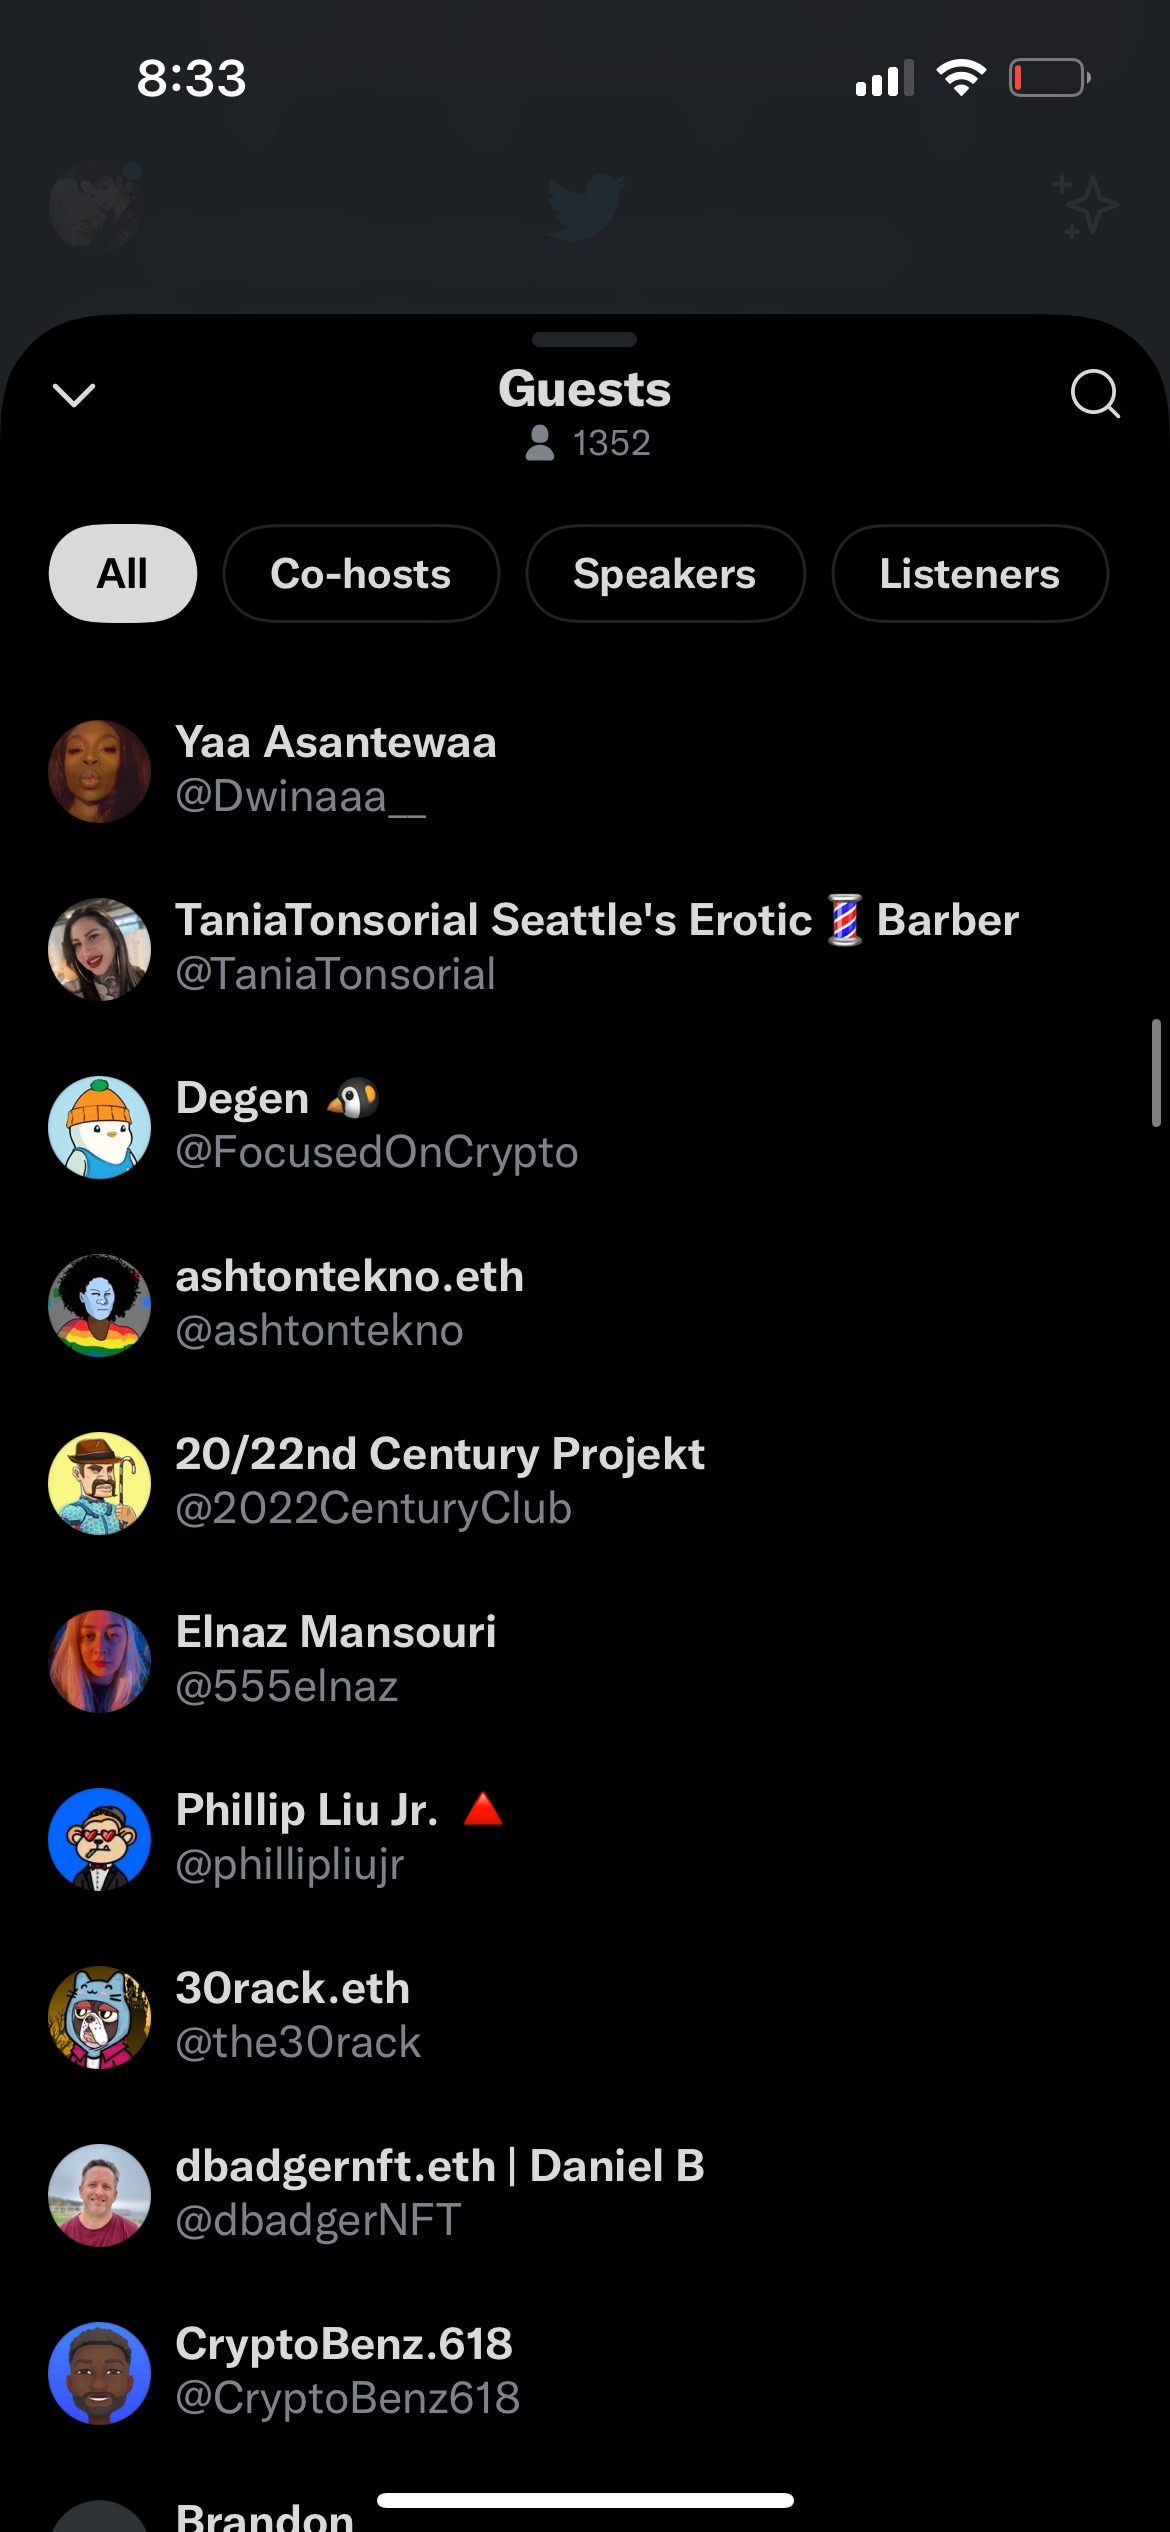 8:33
Guests
1352
All Co-hosts Speakers Listeners
Yaa Asantewaa
@Dwinaaa__
TaniaTonsorial Seattle's Erotic 💈 Barber
@TaniaTonsorial
Degen 🐧
@FocusedOnCrypto
ashtontekno.eth
@ashtontekno
20/22nd Century Projekt
@2022CenturyClub
Elnaz Mansouri
@555elnaz
Phillip Liu Jr. 🔺
@phillipliujr
30rack.eth
@the30rack
dbadgernft.eth | Daniel B
@dbadgerNFT
CryptoBenz.618
@CryptoBenz618
Brandon